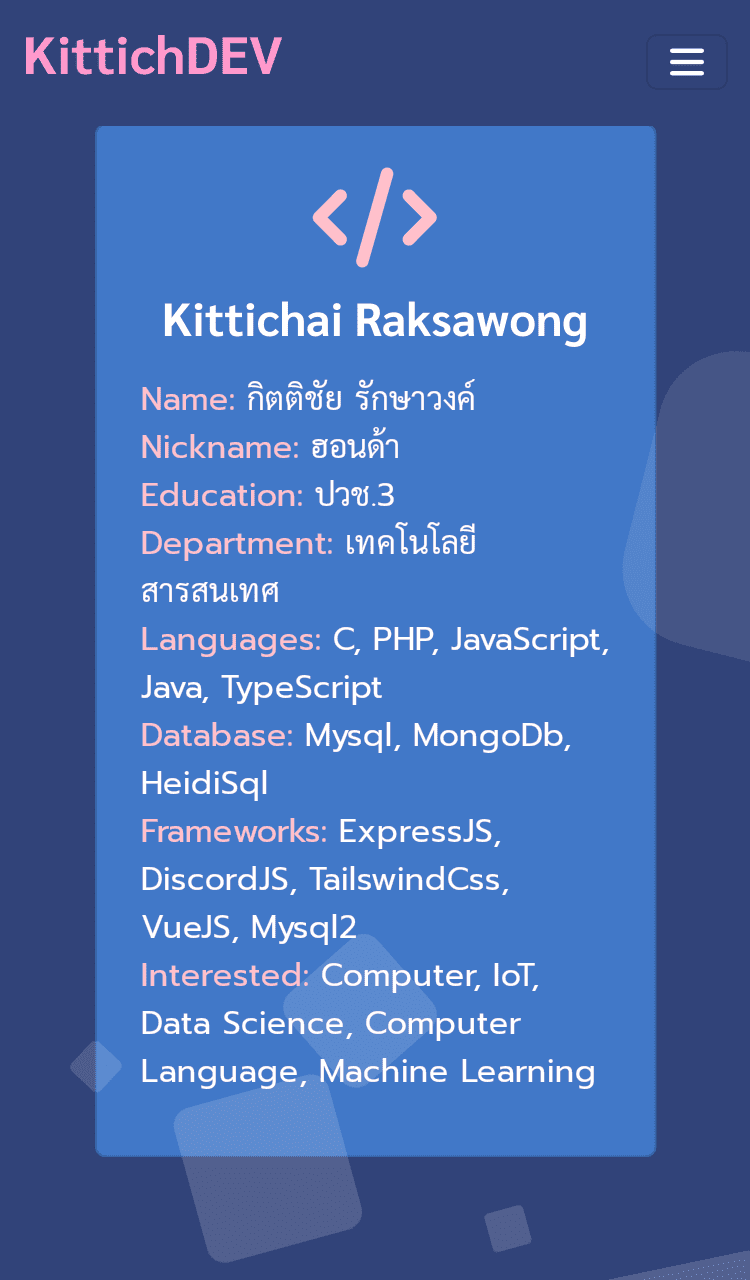 KittichDEV
Kittichai Raksawong
Name: กิตติชัย รักษาวงค์
Nickname: ฮอนด้า
Education: ปวช.3
Department: เทคโนโลยี
สารสนเทศ
Languages: C, PHP, JavaScript,
Java, TypeScript
Database: Mysql, MongoDb,
HeidiSql
Frameworks: ExpressJS,
DiscordJS, TailswindCss,
VueJS, Mysql2
Interested: Computer, IoT,
Data Science, Computer
Language, Machine Learning